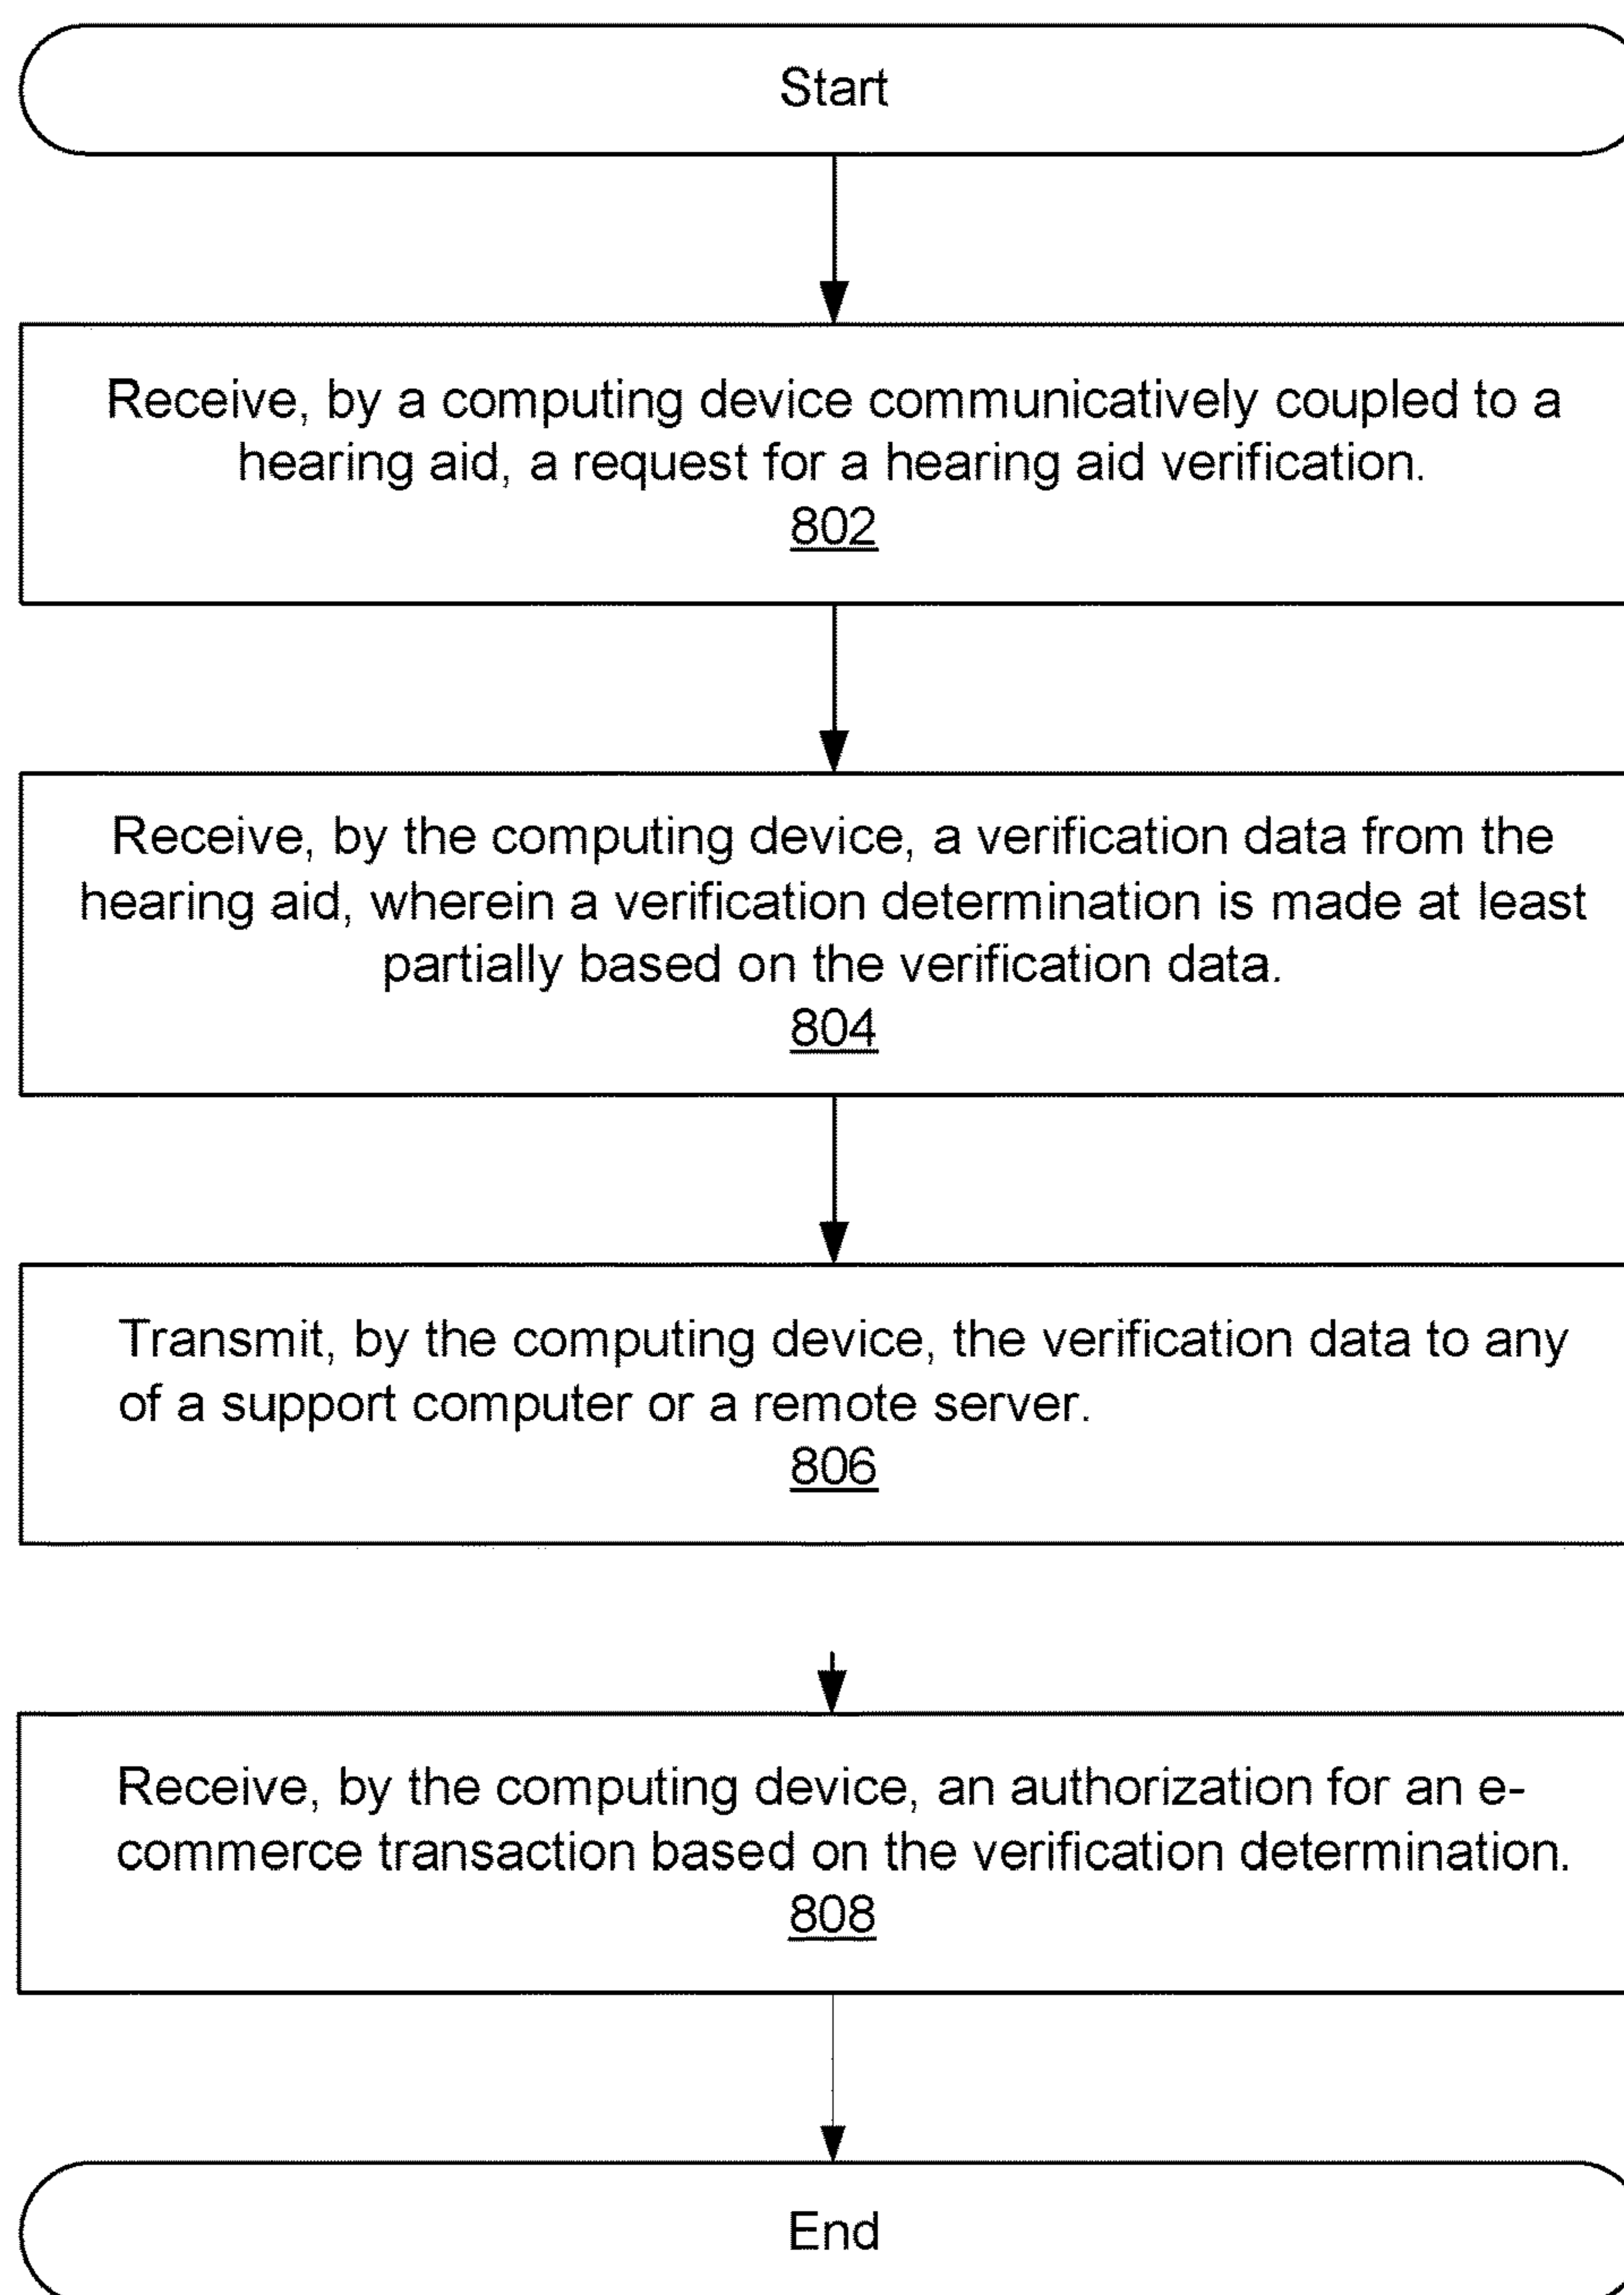 Start
Receive, by a computing device communicatively coupled to a
hearing aid, a request for a hearing aid verification.
802
Receive, by the computing device, a verification data from the
hearing aid, wherein a verification determination is made at least
partially based on the verification data.
804
Transmit, by the computing device, the verification data to any
of a support computer or a remote server.
806
Receive, by the computing device, an authorization for an e-
commerce transaction based on the verification determination.
808
End